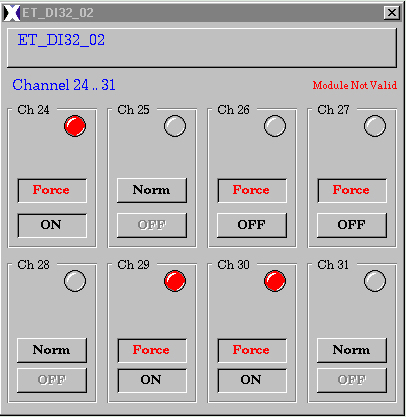 ET_DI32_02
ET_DI32_02
Channel 24 .. 31
Module Not Valid
Ch 24 Ch 25 Ch 26 Ch 27
Force Norm Force Force
ON OFF OFF OFF
Ch 28 Ch 29 Ch 30 Ch 31
Norm Force Force Norm
OFF ON ON OFF